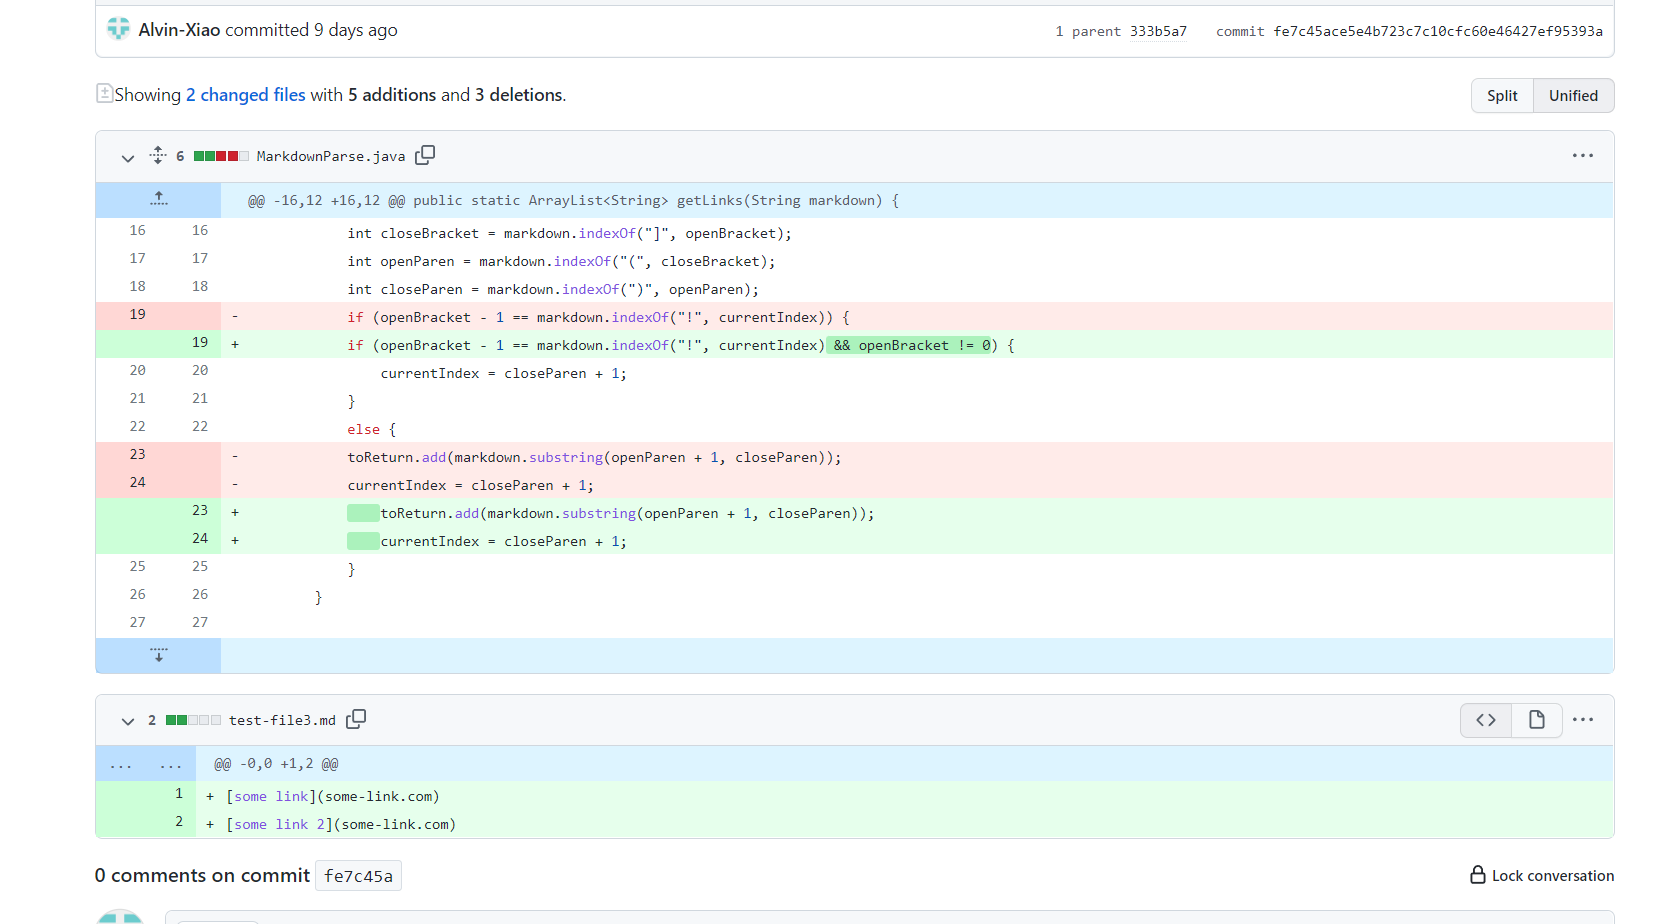 Alvin-Xiao committed 9 days ago
1 parent 333b5a7 commit fe7c45ace5e4b723c7c10cfc60e46427ef95393a
Showing 2 changed files with 5 additions and 3 deletions.
Split Unified
6 MarkdownParse.java
@@ -16,12 +16,12 @@ public static ArrayList<String> getLinks(String markdown) {
16 16 int closeBracket = markdown.indexOf("]", openBracket);
17 17 int openParen = markdown.indexOf("(", closeBracket);
18 18 int closeParen = markdown.indexOf(")", openParen);
19 - if (openBracket - 1 == markdown.indexOf("!", currentIndex)) {
19 + if (openBracket - 1 == markdown.indexOf("!", currentIndex) && openBracket != 0) {
20 20 currentIndex = closeParen + 1;
21 21 }
22 22 else {
23 - toReturn.add(markdown.substring(openParen + 1, closeParen));
24 - currentIndex = closeParen + 1;
23 + toReturn.add(markdown.substring(openParen + 1, closeParen));
24 + currentIndex = closeParen + 1;
25 25 }
26 26 }
27 27
2 test-file3.md
... ... @@ -0,0 +1,2 @@
1 + [some link](some-link.com)
2 + [some link 2](some-link.com)
0 comments on commit fe7c45a
Lock conversation